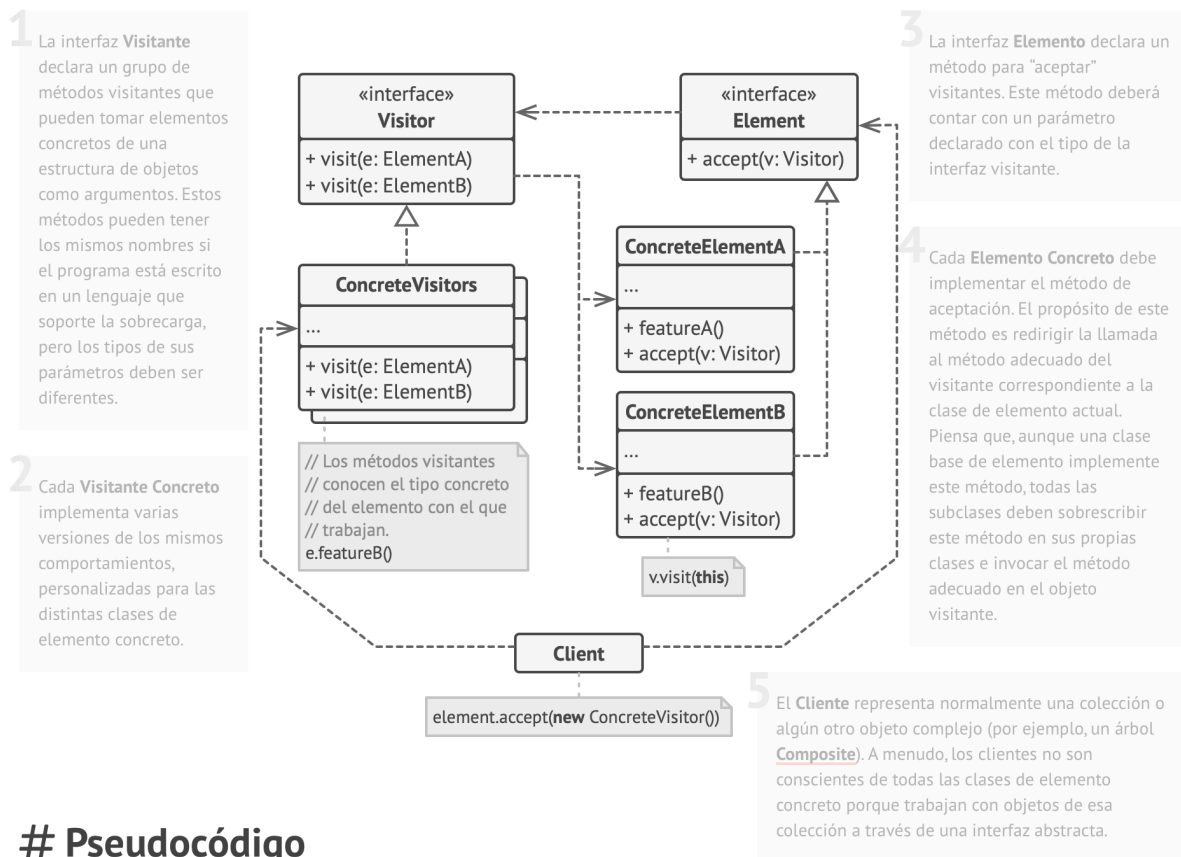 1
La interfaz Visitante
declara un grupo de
métodos visitantes que
pueden tomar elementos
concretos de una
estructura de objetos
como argumentos. Estos
métodos pueden tener
los mismos nombres si
el programa está escrito
en un lenguaje que
soporte la sobrecarga,
pero los tipos de sus
parámetros deben ser
diferentes.
2
Cada Visitante Concreto
implementa varias
versiones de los mismos
comportamientos,
personalizadas para las
distintas clases de
elemento concreto.
«interface»
Visitor
+ visit(e: ElementA)
+ visit(e: ElementB)
ConcreteVisitors
...
+ visit(e: ElementA)
+ visit(e: ElementB)
// Los métodos visitantes
// conocen el tipo concreto
// del elemento con el que
// trabajan.
e.featureB()
«interface»
Element
+ accept(v: Visitor)
ConcreteElementA
...
+ featureA()
+ accept(v: Visitor)
ConcreteElementB
...
+ featureB()
+ accept(v: Visitor)
v.visit(this)
Client
element.accept(new ConcreteVisitor())
3
La interfaz Elemento declara un
método para “aceptar”
visitantes. Este método deberá
contar con un parámetro
declarado con el tipo de la
interfaz visitante.
4
Cada Elemento Concreto debe
implementar el método de
aceptación. El propósito de este
método es redirigir la llamada
al método adecuado del
visitante correspondiente a la
clase de elemento actual.
Piensa que, aunque una clase
base de elemento implemente
este método, todas las
subclases deben sobrescribir
este método en sus propias
clases e invocar el método
adecuado en el objeto
visitante.
5
El Cliente representa normalmente una colección o
algún otro objeto complejo (por ejemplo, un árbol
Composite). A menudo, los clientes no son
conscientes de todas las clases de elemento
concreto porque trabajan con objetos de esa
colección a través de una interfaz abstracta.
# Pseudocódigo